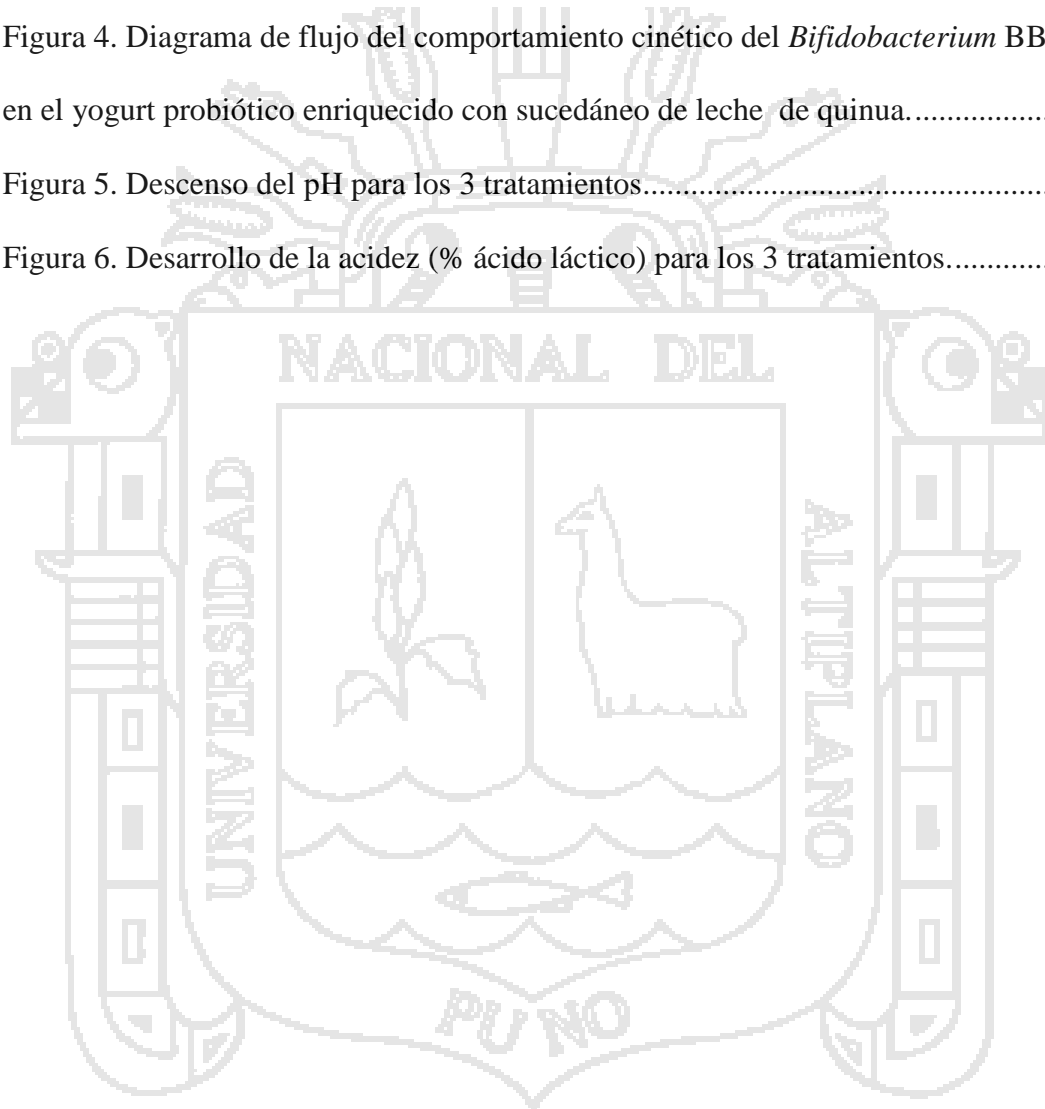 Figura 4. Diagrama de flujo del comportamiento cinético del Bifidobacterium BB
en el yogurt probiótico enriquecido con sucedáneo de leche de quinua.................
Figura 5. Descenso del pH para los 3 tratamientos.................................................
Figura 6. Desarrollo de la acidez (% ácido láctico) para los 3 tratamientos.............
NACIONAL DEL
UNIVERSIDAD
ALTIPLANO
PUNO